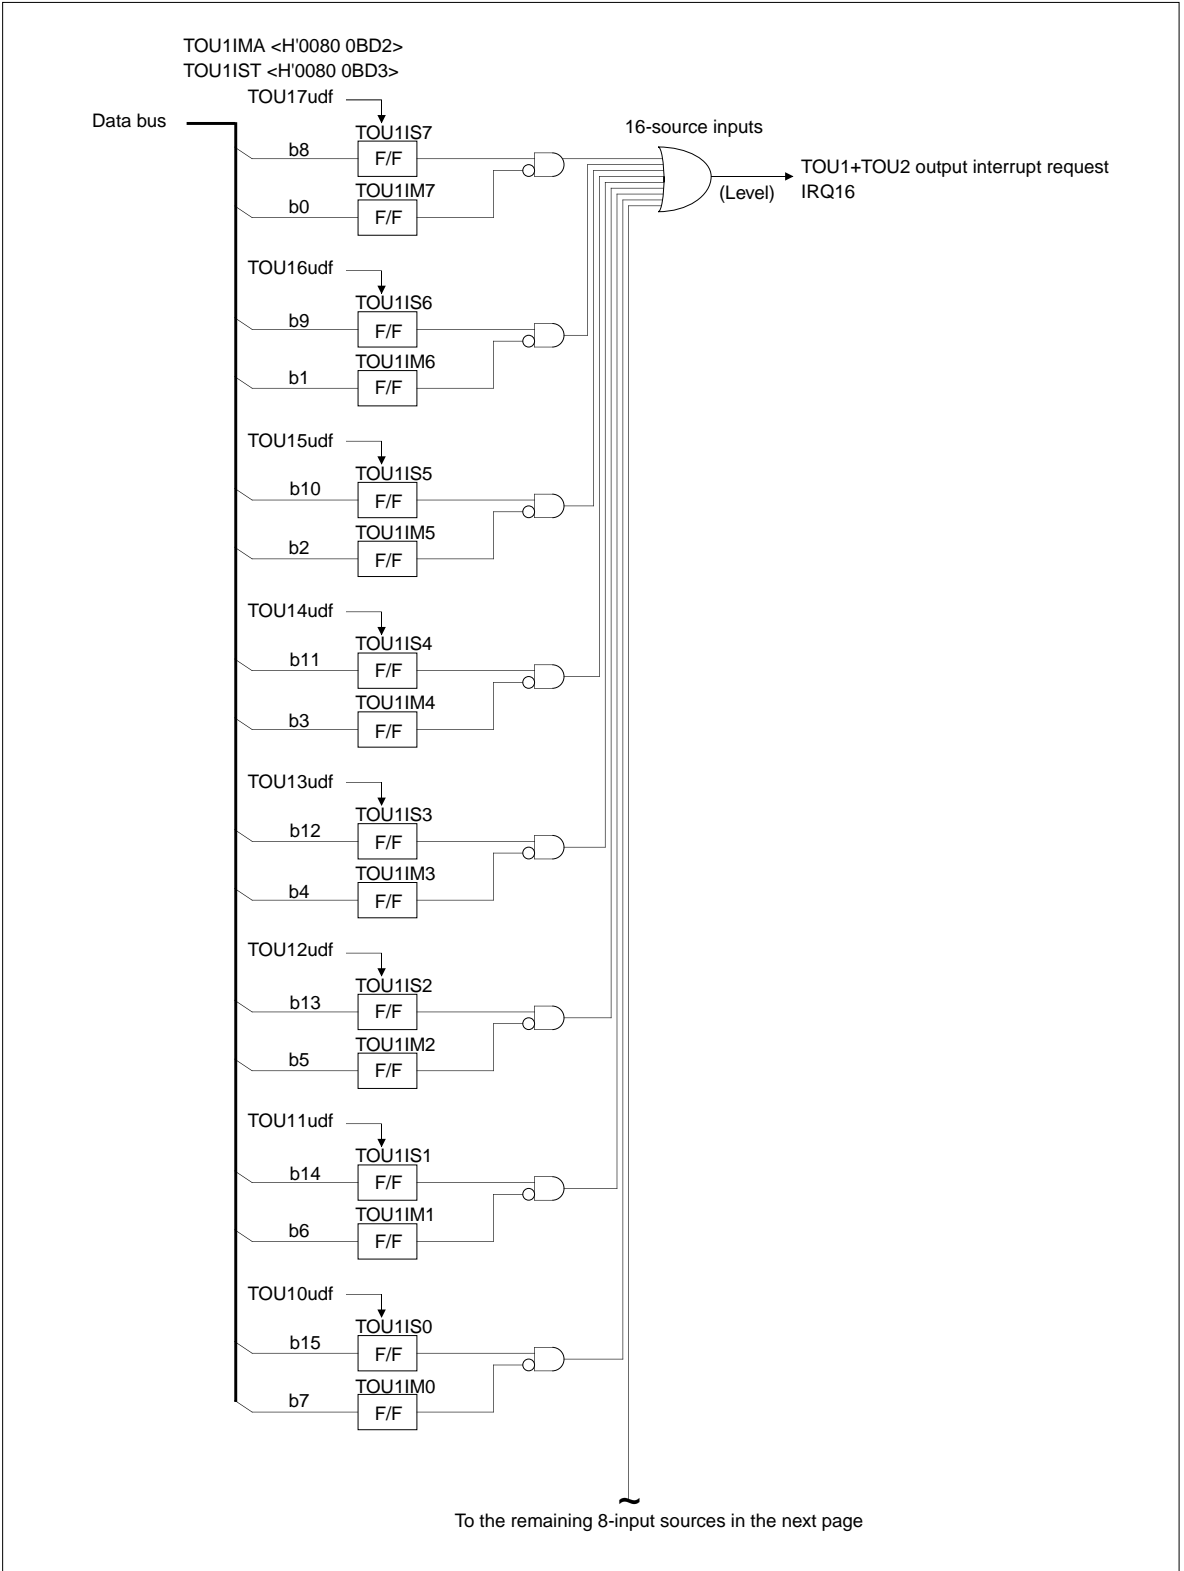 TOU1IMA <H'0080 0BD2>
TOU1IST <H'0080 0BD3>
TOU17udf
Data bus
TOU1IS7
16-source inputs
b8
F/F
TOU1+TOU2 output interrupt request
TOU1IM7
(Level)
IRQ16
b0
F/F
TOU16udf
TOU1IS6
b9
F/F
TOU1IM6
b1
F/F
TOU15udf
TOU1IS5
b10
F/F
TOU1IM5
b2
F/F
TOU14udf
TOU1IS4
b11
F/F
TOU1IM4
b3
F/F
TOU13udf
TOU1IS3
b12
F/F
TOU1IM3
b4
F/F
TOU12udf
TOU1IS2
b13
F/F
TOU1IM2
b5
F/F
TOU11udf
TOU1IS1
b14
F/F
TOU1IM1
b6
F/F
TOU10udf
TOU1IS0
b15
F/F
TOU1IM0
b7
F/F
~
To the remaining 8-input sources in the next page